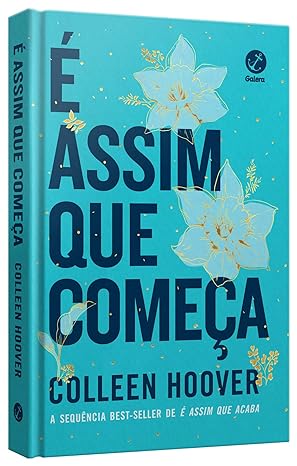 É ASSIM QUE COMEÇA
COLLEEN HOOVER
Galera
É
ASSIM
QUE
COMEÇA
COLLEEN HOOVER
A SEQUÊNCIA BEST-SELLER DE É ASSIM QUE ACABA